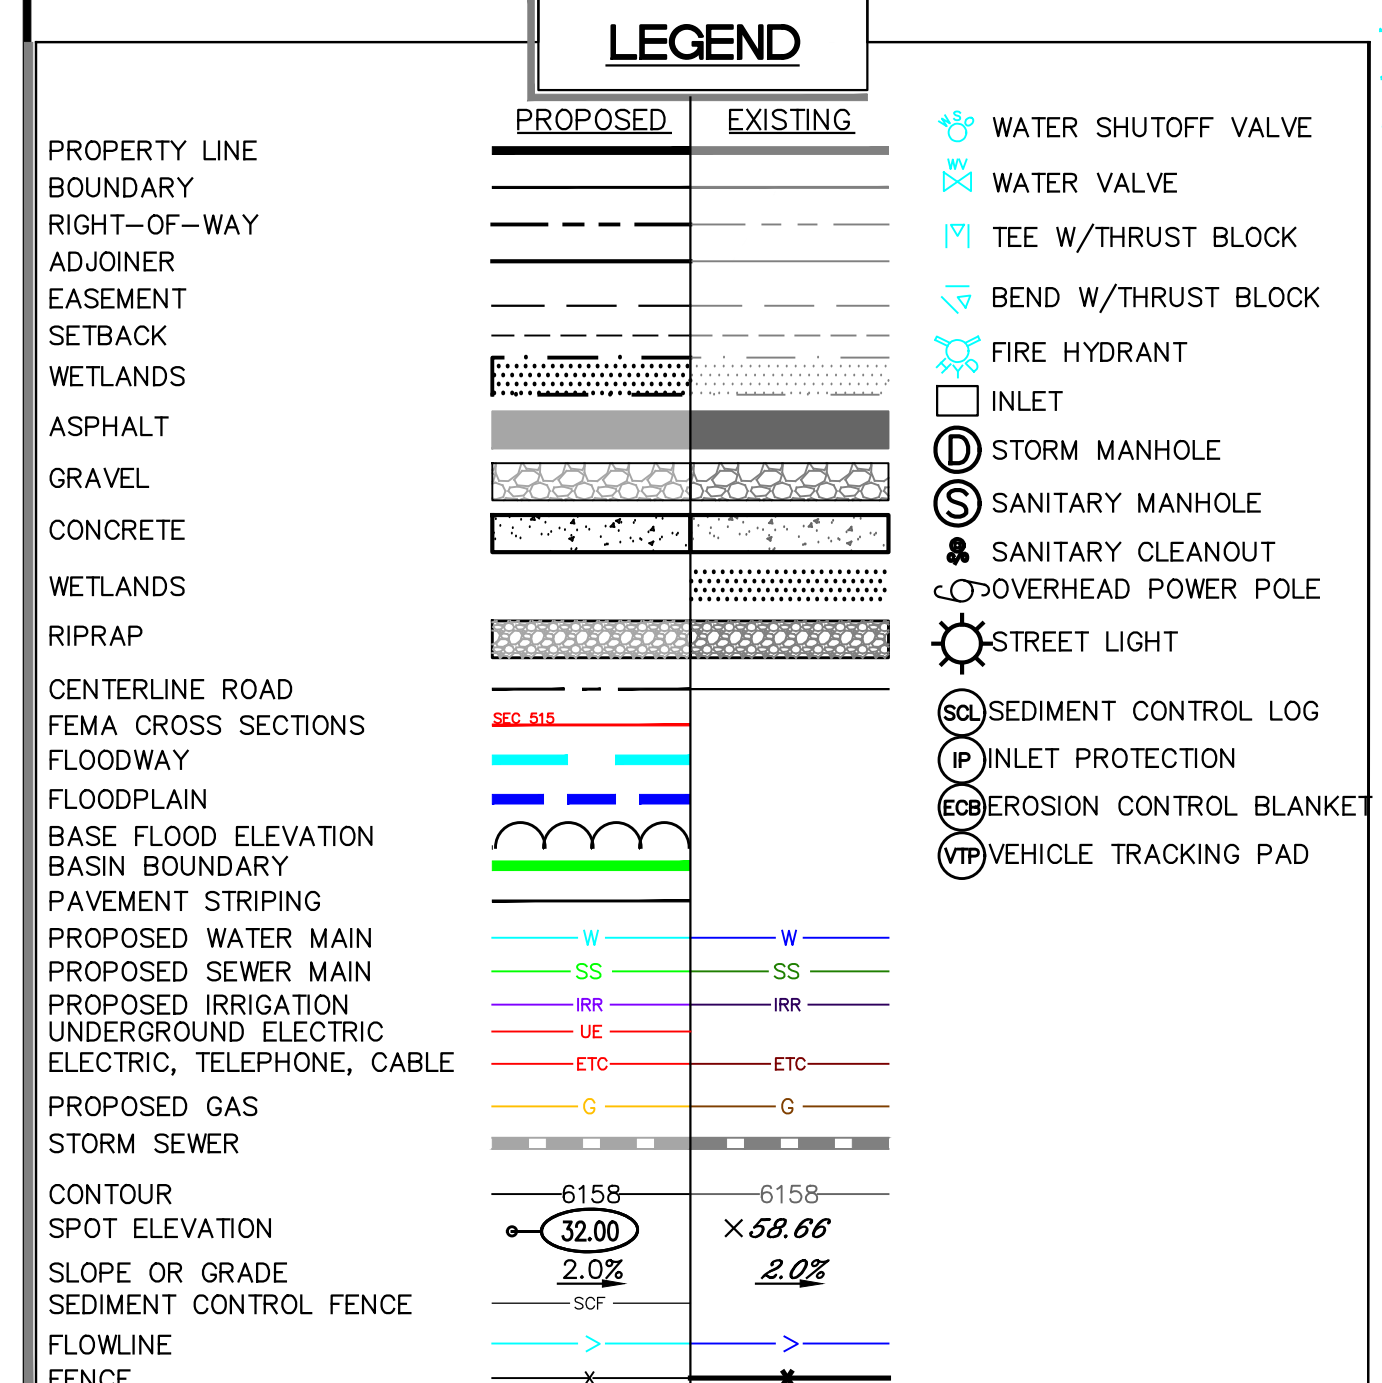 LEGEND
PROPOSED EXISTING
PROPERTY LINE
BOUNDARY
RIGHT-OF-WAY
ADJOINER
EASEMENT
SETBACK
WETLANDS
ASPHALT
GRAVEL
CONCRETE
WETLANDS
RIPRAP
CENTERLINE ROAD
FEMA CROSS SECTIONS SEC 515
FLOODWAY
FLOODPLAIN
BASE FLOOD ELEVATION
BASIN BOUNDARY
PAVEMENT STRIPING
PROPOSED WATER MAIN W W
PROPOSED SEWER MAIN SS SS
PROPOSED IRRIGATION IRR IRR
UNDERGROUND ELECTRIC UE
ELECTRIC, TELEPHONE, CABLE ETC ETC
PROPOSED GAS G G
STORM SEWER
CONTOUR 6158 6158
SPOT ELEVATION 32.00 ×58.66
SLOPE OR GRADE 2.0% 2.0%
SEDIMENT CONTROL FENCE SCF
FLOWLINE > >
FENCE X X
WSO WATER SHUTOFF VALVE
WV WATER VALVE
TEE W/THRUST BLOCK
BEND W/THRUST BLOCK
HYD FIRE HYDRANT
INLET
D STORM MANHOLE
S SANITARY MANHOLE
SANITARY CLEANOUT
OVERHEAD POWER POLE
STREET LIGHT
SCL SEDIMENT CONTROL LOG
IP INLET PROTECTION
ECB EROSION CONTROL BLANKET
VTP VEHICLE TRACKING PAD